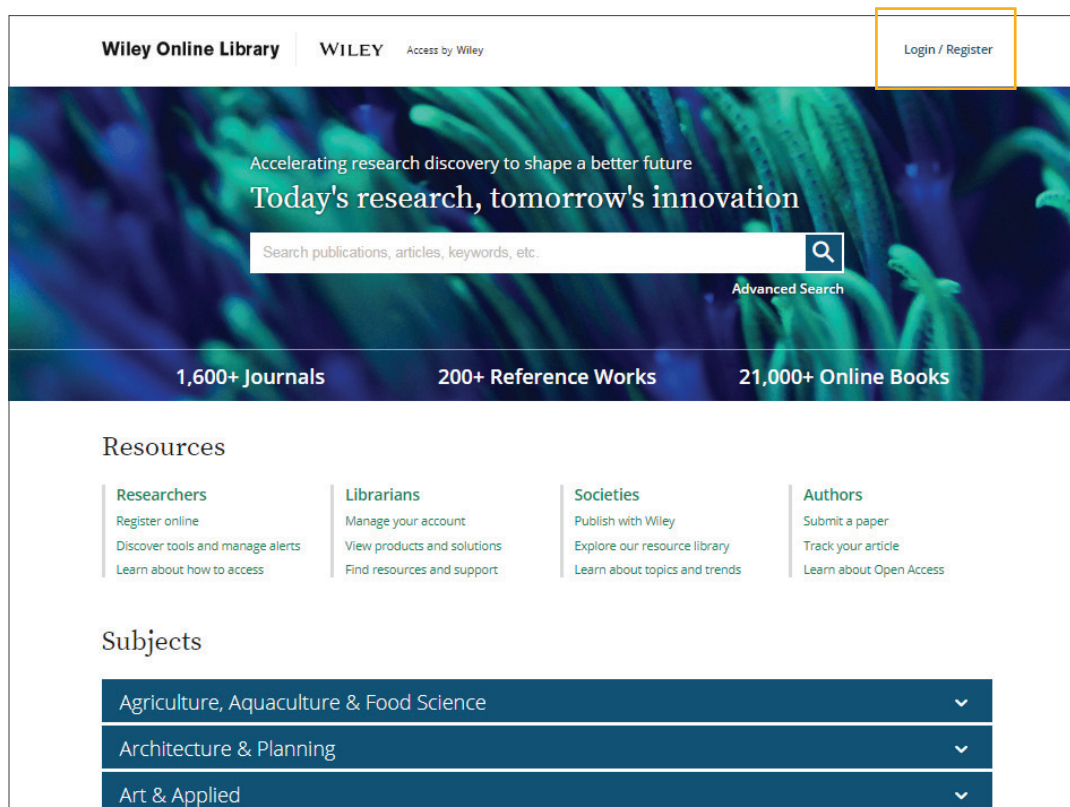 Wiley Online Library WILEY Access by Wiley Login / Register
Accelerating research discovery to shape a better future
Today's research, tomorrow's innovation
Search publications, articles, keywords, etc.
Advanced Search
1,600+ Journals 200+ Reference Works 21,000+ Online Books
Resources
Researchers
Register online
Discover tools and manage alerts
Learn about how to access
Librarians
Manage your account
View products and solutions
Find resources and support
Societies
Publish with Wiley
Explore our resource library
Learn about topics and trends
Authors
Submit a paper
Track your article
Learn about Open Access
Subjects
Agriculture, Aquaculture & Food Science
Architecture & Planning
Art & Applied